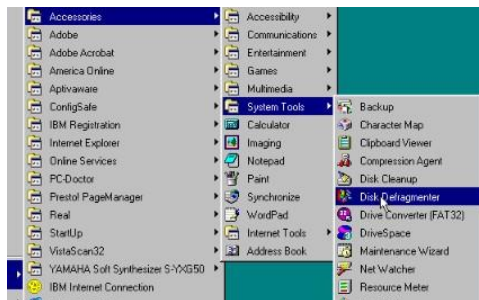 Accessories
Adobe
Adobe Acrobat
America Online
Aptivaware
ConfigSafe
IBM Registration
Internet Explorer
Online Services
PC-Doctor
Presto! PageManager
Real
StartUp
VistaScan32
YAMAHA Soft Synthesizer S-YXG50
IBM Internet Connection
Accessibility
Communications
Entertainment
Games
Multimedia
System Tools
Calculator
Imaging
Notepad
Paint
Synchronize
WordPad
Internet Tools
Address Book
Backup
Character Map
Clipboard Viewer
Compression Agent
Disk Cleanup
Disk Defragmenter
Drive Converter (FAT32)
DriveSpace
Maintenance Wizard
Net Watcher
Resource Meter